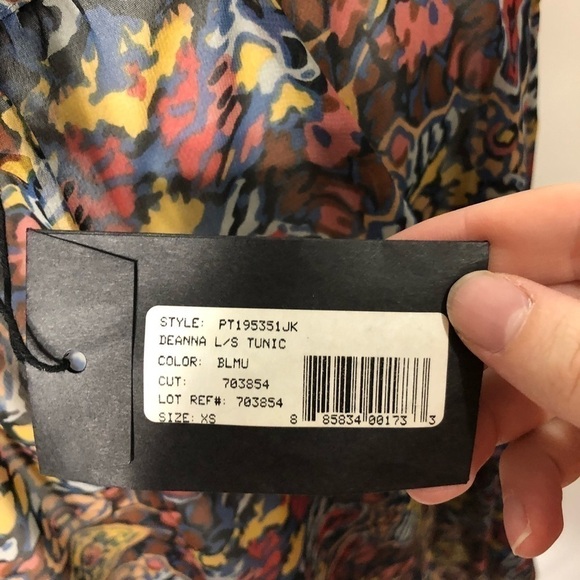 STYLE: PT195351JK
DEANNA L/S TUNIC
COLOR: BLMU
CUT: 703854
LOT REF#: 703854
SIZE: XS
8 85834 00173 3